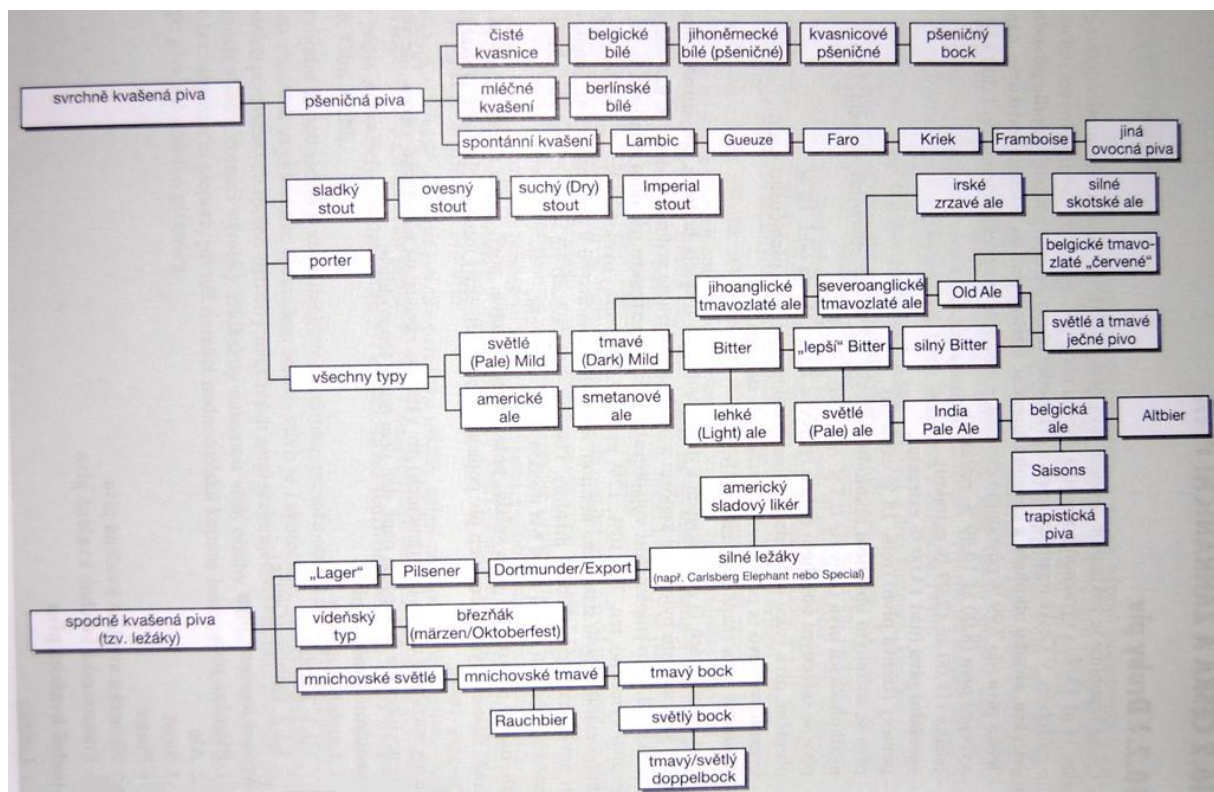 čisté
kvasnice
belgické
bílé
jihoněmecké
bílé (pšeničné)
kvasnicové
pšeničné
pšeničný
bock
svrchně kvašená piva
pšeničná piva
mléčné
kvašení
berlínské
bílé
spontánní kvašení
Lambic
Gueuze
Faro
Kriek
Framboise
jiná
ovocná piva
sladký
stout
ovesný
stout
suchý (Dry)
stout
Imperial
stout
irské
zrzavé ale
silné
skotské ale
porter
belgické tmavo-
zlaté „červené“
jihoanglické
tmavozlaté ale
severoanglické
tmavozlaté ale
Old Ale
světlé a tmavé
ječné pivo
všechny typy
světlé
(Pale) Mild
tmavé
(Dark) Mild
Bitter
„lepší“ Bitter
silný Bitter
americké
ale
smetanové
ale
lehké
(Light) ale
světlé
(Pale) ale
India
Pale Ale
belgická
ale
Altbier
Saisons
trapistická
piva
americký
sladový likér
„Lager“
Pilsener
Dortmunder/Export
silné ležáky
(např. Carlsberg Elephant nebo Special)
spodně kvašená piva
(tzv. ležáky)
vídeňský
typ
březňák
(märzen/Oktoberfest)
mnichovské světlé
mnichovské tmavé
tmavý bock
Rauchbier
světlý bock
tmavý/světlý
doppelbock